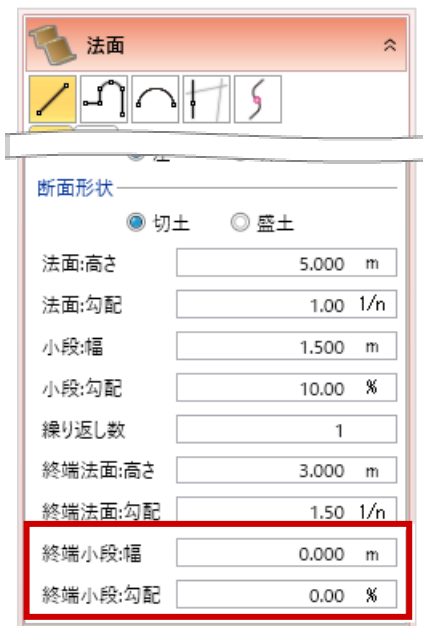 法面
断面形状
切土 盛土
法面:高さ 5.000 m
法面:勾配 1.00 1/n
小段:幅 1.500 m
小段:勾配 10.00 %
繰り返し数 1
終端法面:高さ 3.000 m
終端法面:勾配 1.50 1/n
終端小段:幅 0.000 m
終端小段:勾配 0.00 %